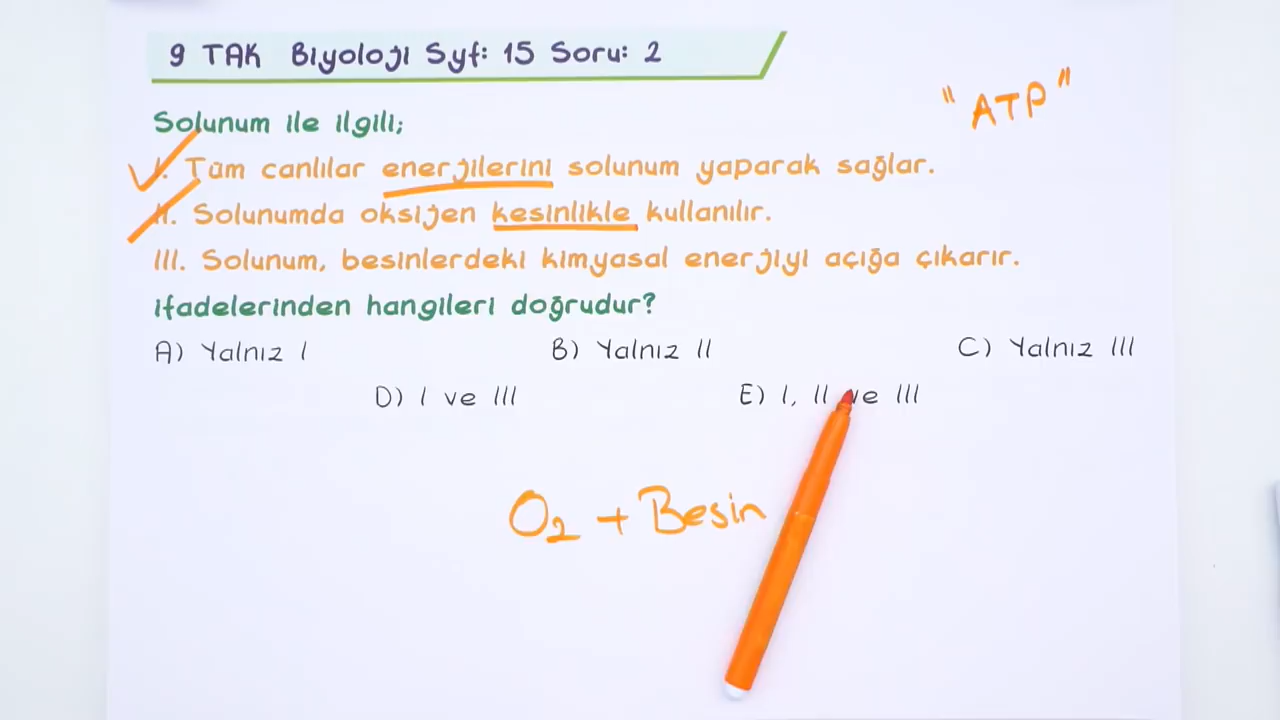 9 TAK Biyoloji Syf: 15 Soru: 2
"ATP"
Solunum ile ilgili;
I. Tüm canlılar enerjilerini solunum yaparak sağlar.
II. Solunumda oksijen kesinlikle kullanılır.
III. Solunum, besinlerdeki kimyasal enerjiyi açığa çıkarır.
ifadelerinden hangileri doğrudur?
A) Yalnız I B) Yalnız II C) Yalnız III
D) I ve III E) I, II ve III
O₂ + Besin